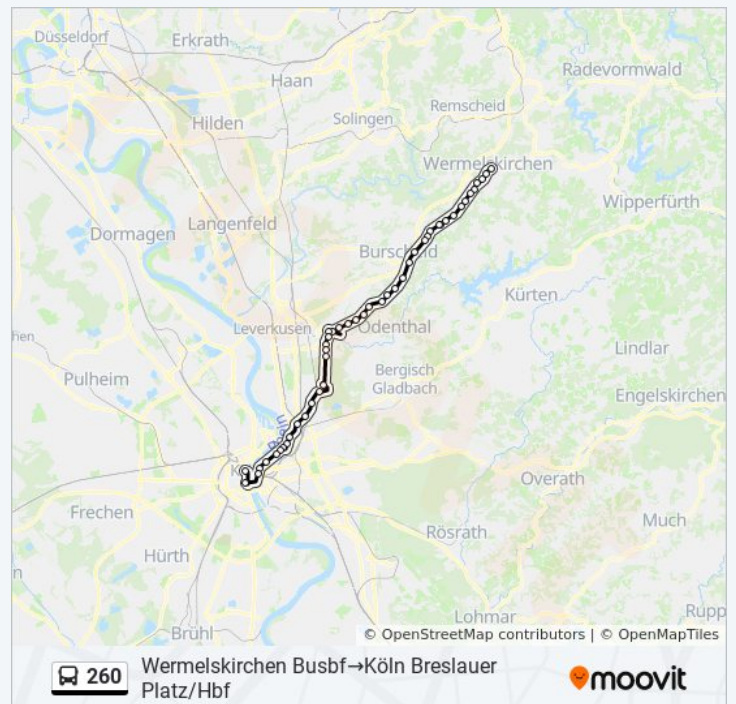 Düsseldorf
Erkrath
Radevormwald
Haan
Remscheid
Solingen
Hilden
Wermelskirchen
Wipperfürth
Langenfeld
Dormagen
Burscheid
Kürten
Leverkusen
Odenthal
Lindlar
Bergisch
Gladbach
Pulheim
Engelskirchen
Overath
Frechen
Much
Rösrath
Hürth
Lohmar
Rupp
Brühl
© OpenStreetMap contributors | © OpenMapTiles
260
Wermelskirchen Busbf→Köln Breslauer
Platz/Hbf
moovit